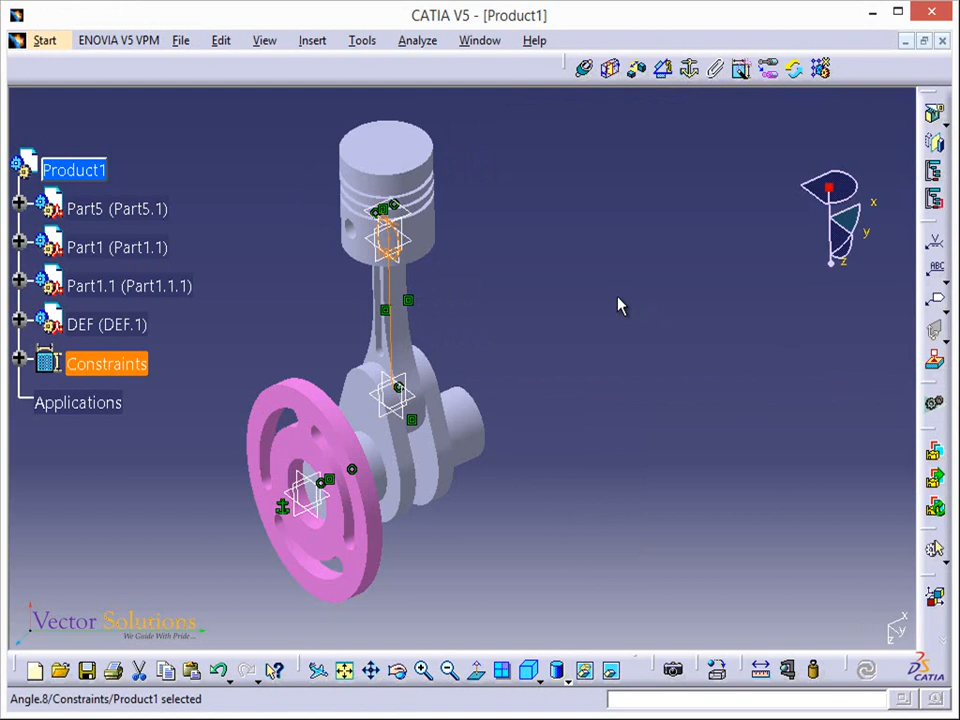 CATIA V5 - [Product1]
Start ENOVIA V5 VPM File Edit View Insert Tools Analyze Window Help
Product1
Part5 (Part5.1)
Part1 (Part1.1)
Part1.1 (Part1.1.1)
DEF (DEF.1)
Constraints
Applications
x
y
z
ABC
Vector Solutions
We Guide With Pride...
x
y
z
CATIA
Angle.8/Constraints/Product1 selected